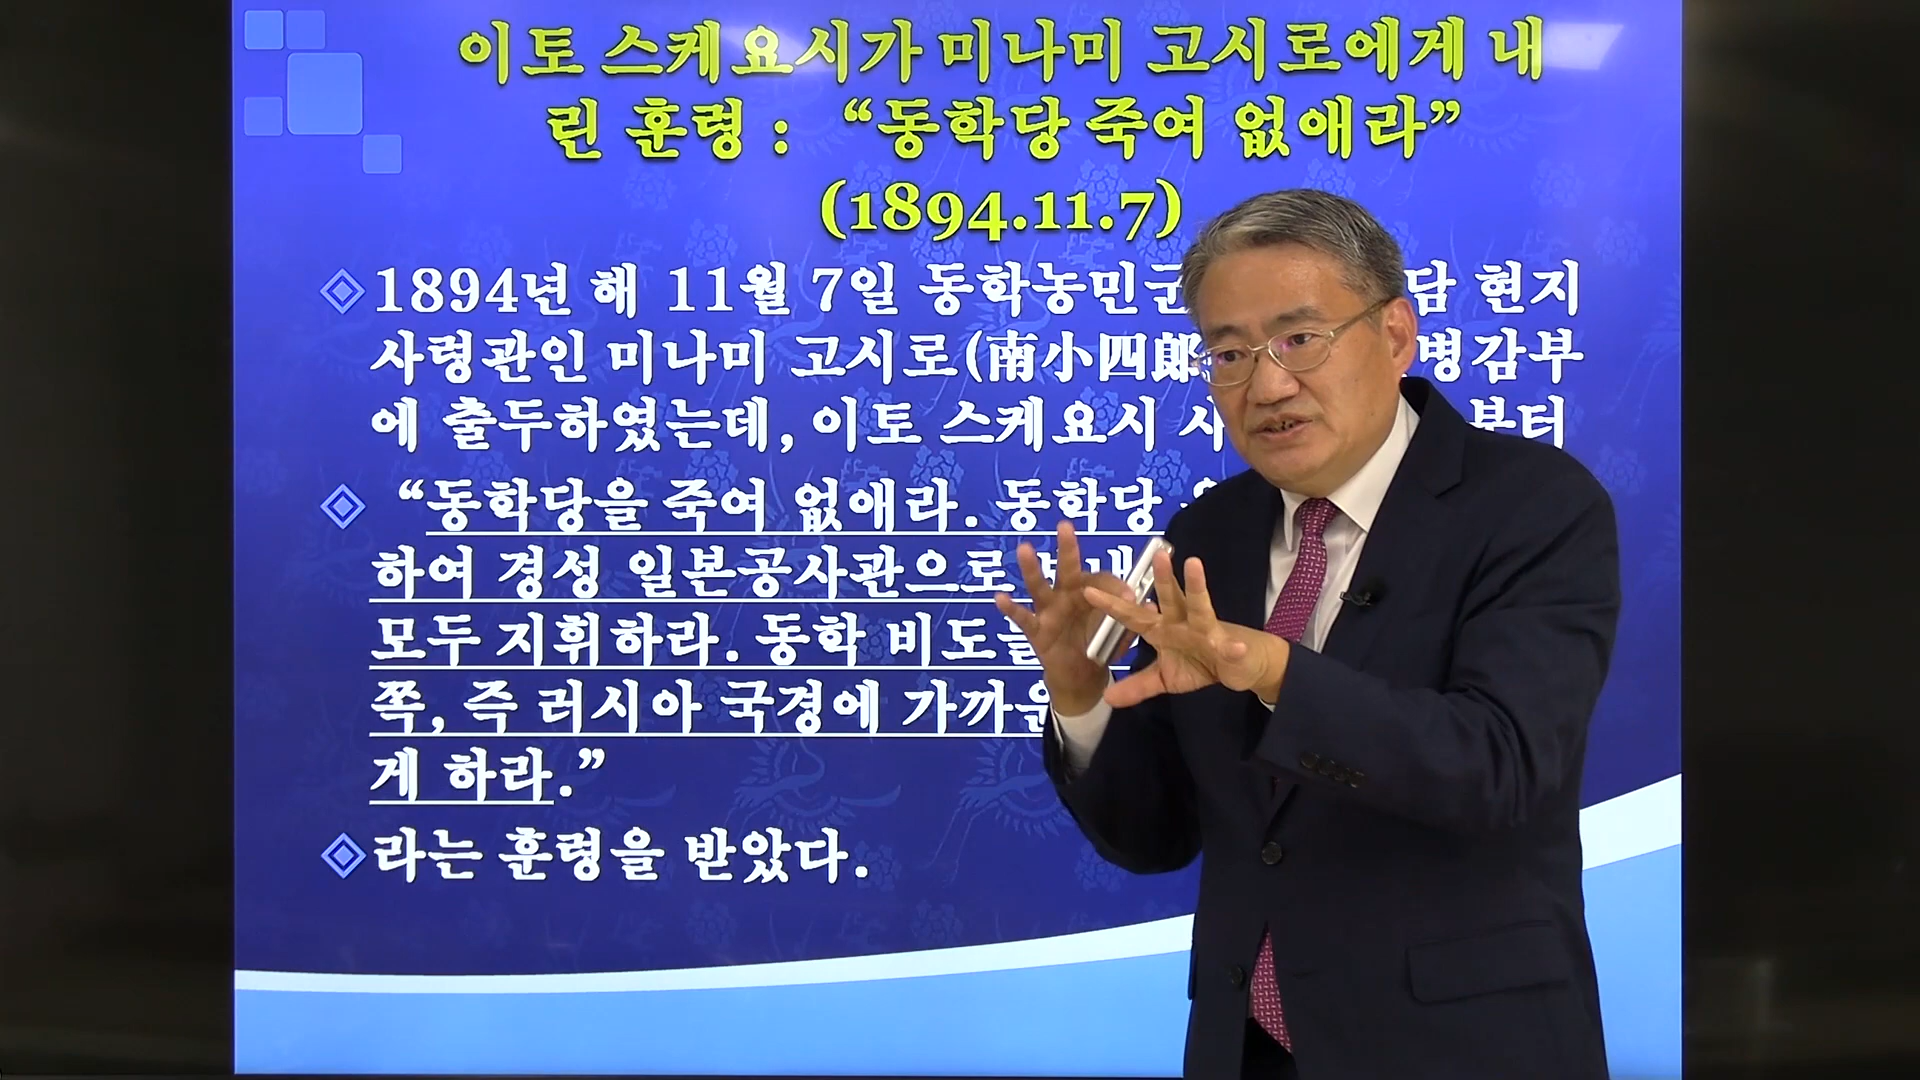 이토 스케요시가 미나미 고시로에게 내
린 훈령 : “동학당 죽여 없애라”
(1894.11.7)
1894년 해 11월 7일 동학농민군 담 현지
사령관인 미나미 고시로(南小四郎 병감부
에 출두하였는데, 이토 스케요시 사 부터
“동학당을 죽여 없애라. 동학당
하여 경성 일본공사관으로
모두 지휘하라. 동학 비도를
쪽, 즉 러시아 국경에 가까운
게 하라.”
라는 훈령을 받았다.